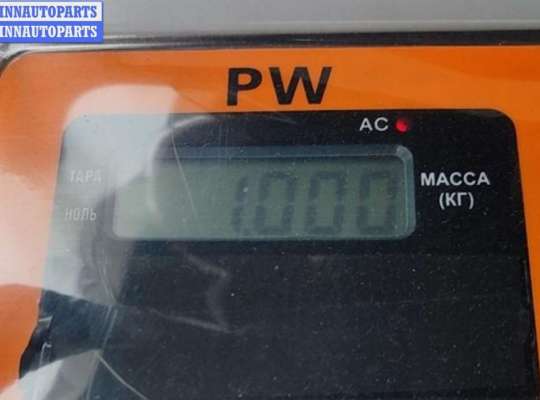 INNAUTOPARTS
INNAUTOPARTS
PW
AC
ТАРА
НОЛЬ
1.000
МАССА
(КГ)